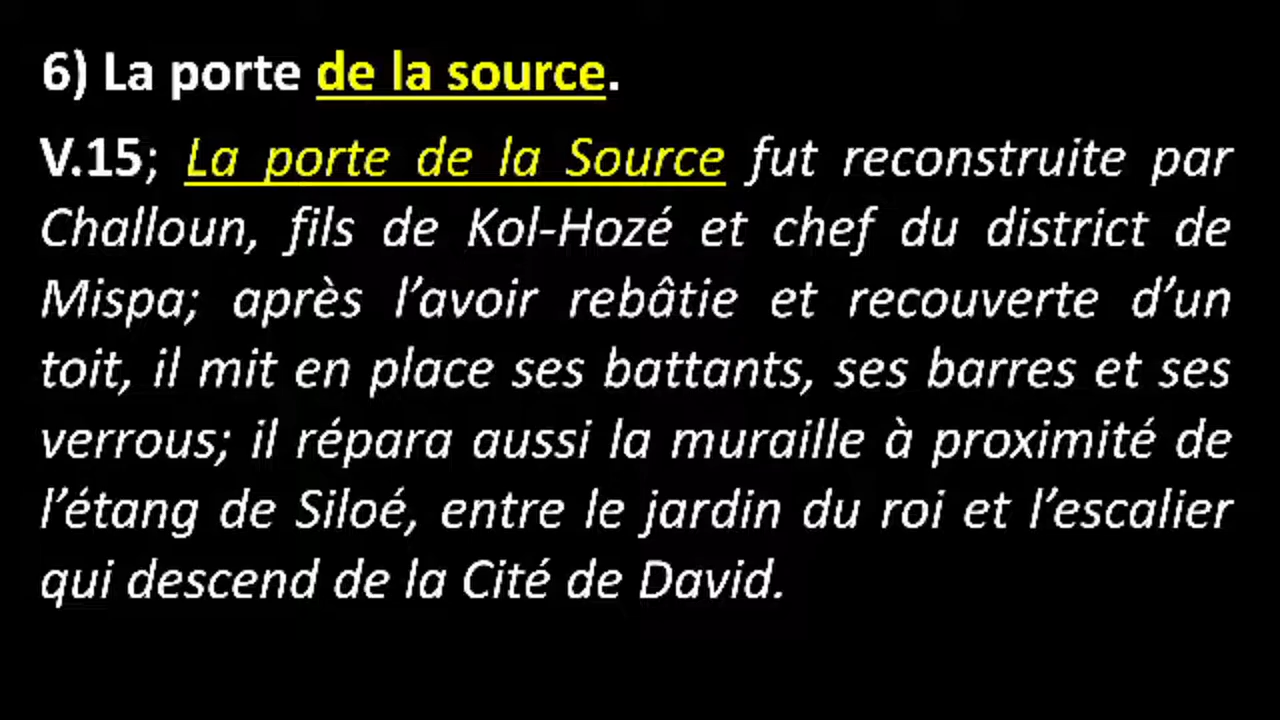 6) La porte de la source.
V.15; La porte de la Source fut reconstruite par
Challoun, fils de Kol-Hozé et chef du district de
Mispa; après l’avoir rebâtie et recouverte d’un
toit, il mit en place ses battants, ses barres et ses
verrous; il répara aussi la muraille à proximité de
l’étang de Siloé, entre le jardin du roi et l’escalier
qui descend de la Cité de David.